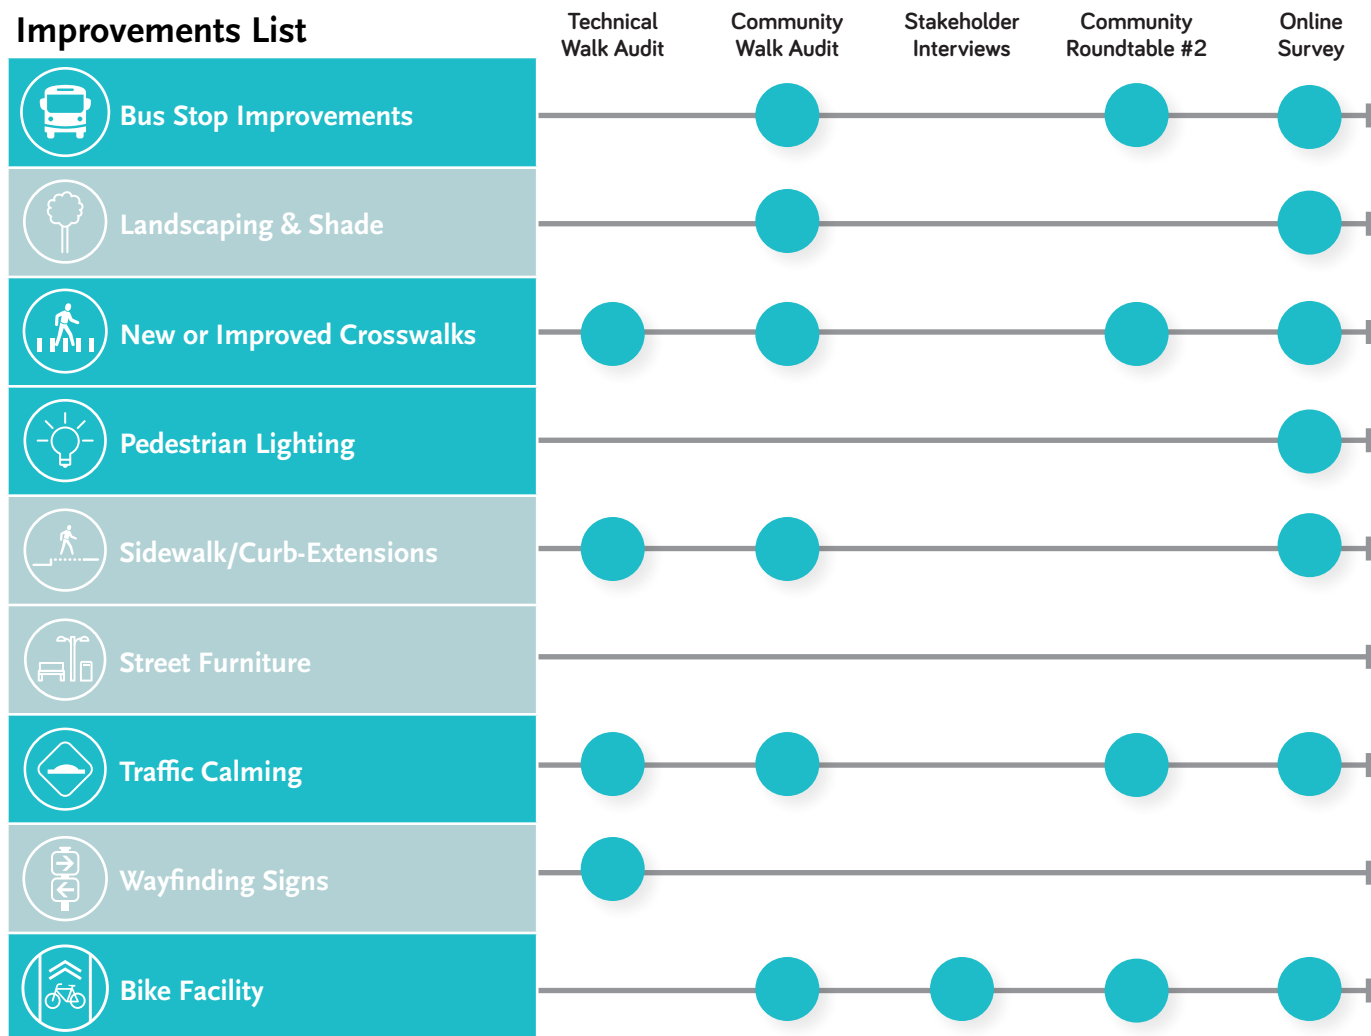 Improvements List
Technical
Walk Audit
Community
Walk Audit
Stakeholder
Interviews
Community
Roundtable #2
Online
Survey
Bus Stop Improvements
Landscaping & Shade
New or Improved Crosswalks
Pedestrian Lighting
Sidewalk/Curb-Extensions
Street Furniture
Traffic Calming
Wayfinding Signs
Bike Facility